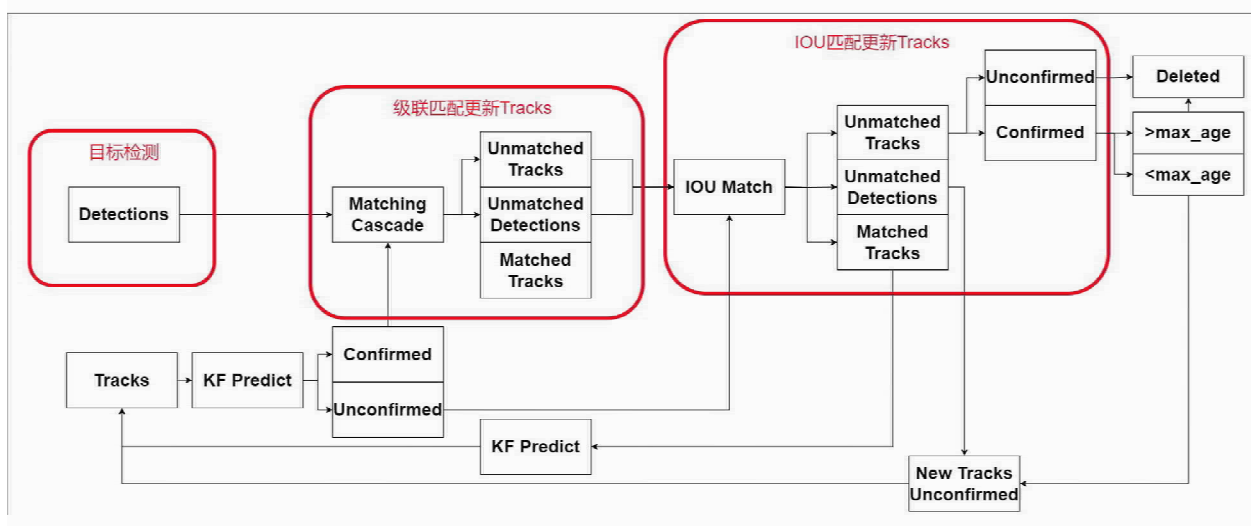 IOU匹配更新Tracks
Unconfirmed
Deleted
级联匹配更新Tracks
Unmatched
Tracks
Confirmed
>max_age
目标检测
Unmatched
Tracks
IOU Match
Unmatched
Detections
<max_age
Detections
Matching
Cascade
Unmatched
Detections
Matched
Tracks
Matched
Tracks
Confirmed
Tracks
KF Predict
Unconfirmed
KF Predict
New Tracks
Unconfirmed